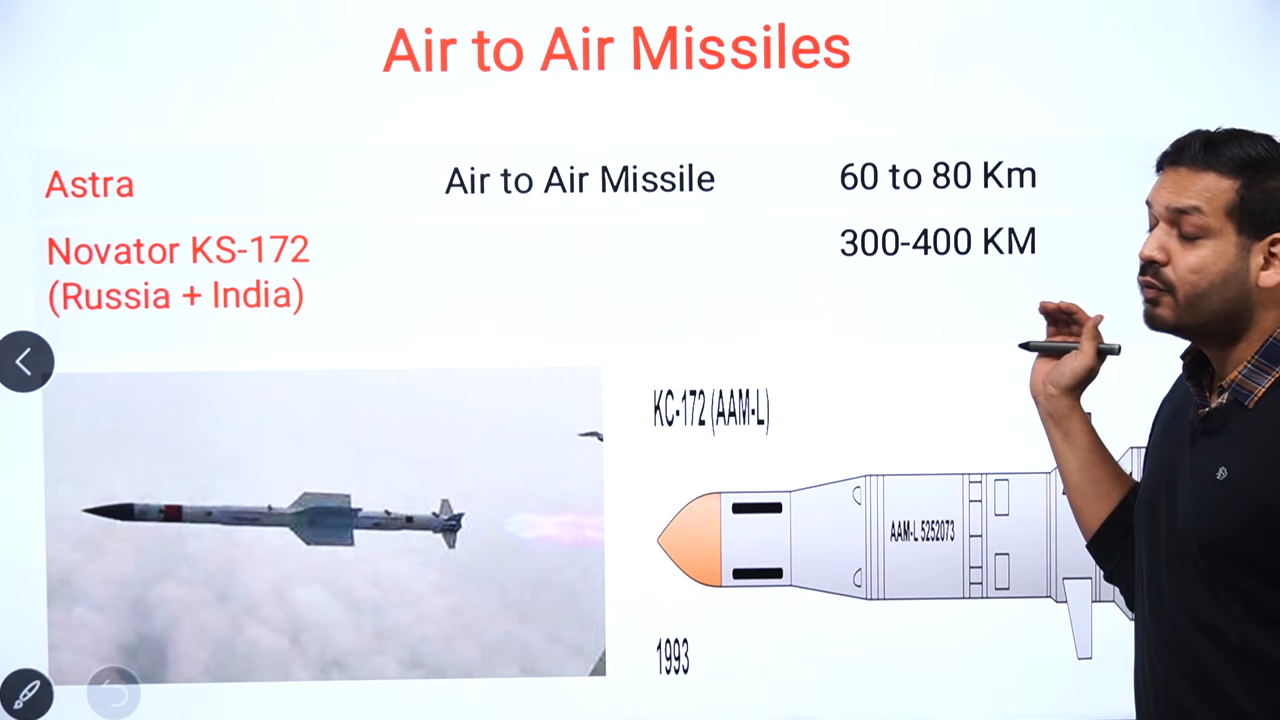 Air to Air Missiles
Astra Air to Air Missile 60 to 80 Km
Novator KS-172 300-400 KM
(Russia + India)
KC-172 (AAM-L)
AAM-L 5252073
1993